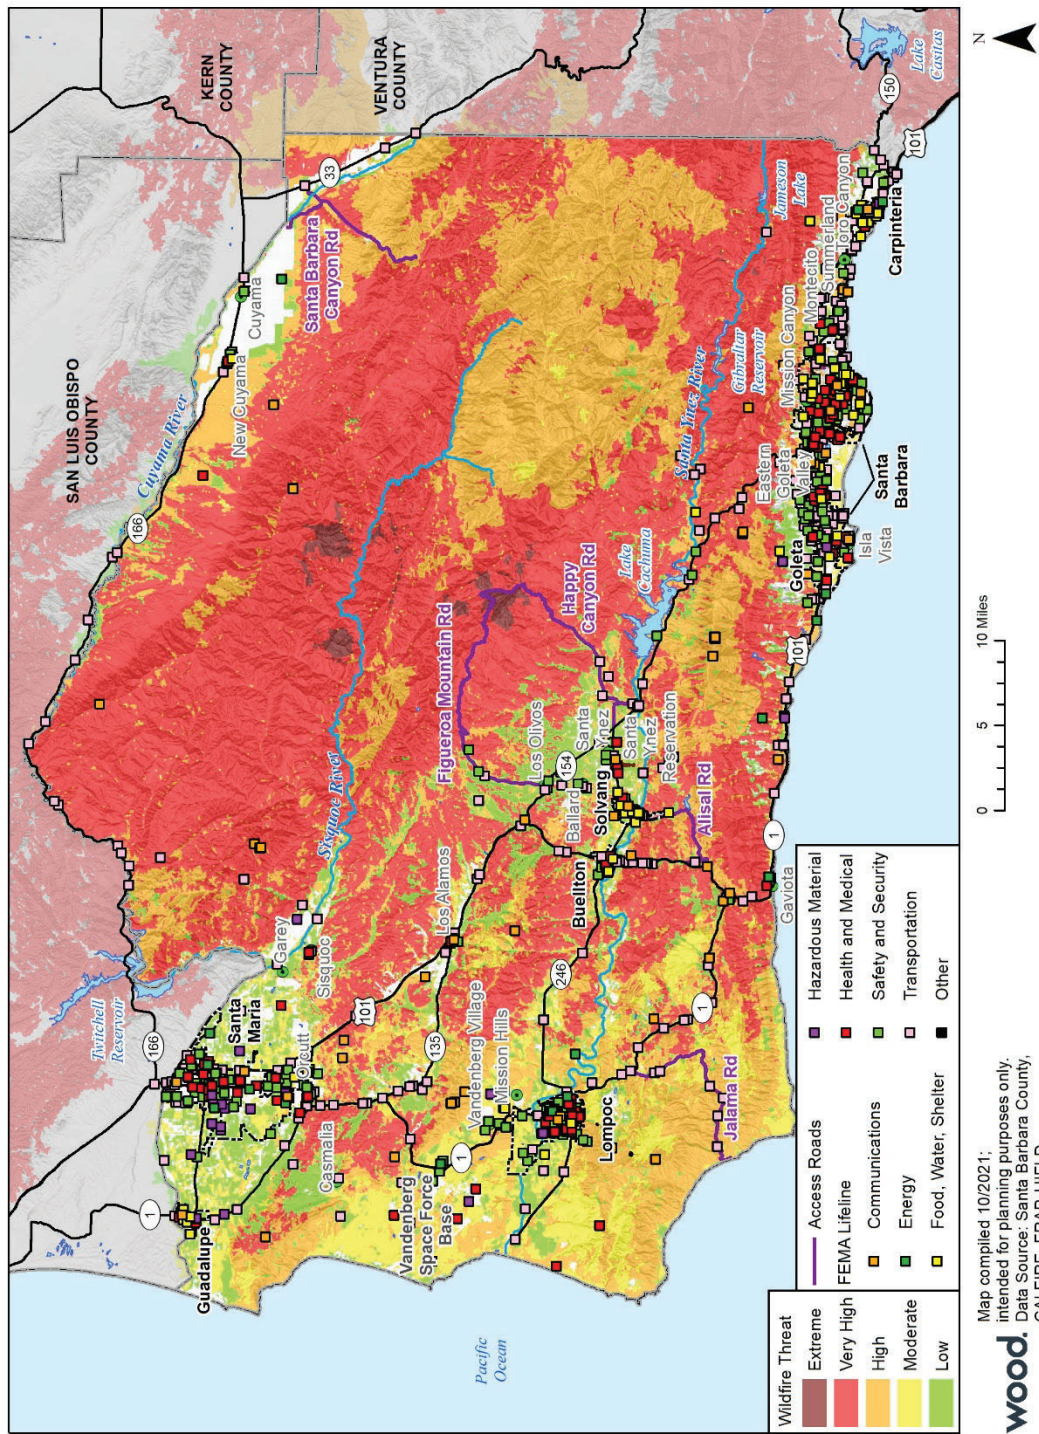 SAN LUIS OBISPO
COUNTY
KERN
COUNTY
VENTURA
COUNTY
Twitchell
Reservoir
166
Cuyama River
166
New Cuyama
Cuyama
33
Santa Barbara
Canyon Rd
1
Guadalupe
Santa
Maria
Orcutt
Garey
Sisquoc
Sisquoe River
Casmalia
101
135
Los Alamos
Figueroa Mountain Rd
Happy
Canyon Rd
Vandenberg
Space Force
Base
1
Vandenberg Village
Mission Hills
Lompoc
246
Buellton
Los Olivos
154
Ballard
Santa
Ynez
Solvang
Santa
Ynez
Reservation
Lake
Cachuma
Santa Ynez River
Gibraltar
Reservoir
Jameson
Lake
Jalama Rd
1
Alisal Rd
Gaviota
1
101
Goleta
Isla
Vista
Eastern
Goleta
Valley
Santa
Barbara
Mission Canyon
Montecito
Summerland
Toro Canyon
Carpinteria
150
101
Lake
Casitas
Pacific
Ocean
Wildfire Threat
Extreme
Very High
High
Moderate
Low
Access Roads
FEMA Lifeline
Communications
Energy
Food, Water, Shelter
Hazardous Material
Health and Medical
Safety and Security
Transportation
Other
0 5 10 Miles
N
wood.
Map compiled 10/2021;
intended for planning purposes only.
Data Source: Santa Barbara County,